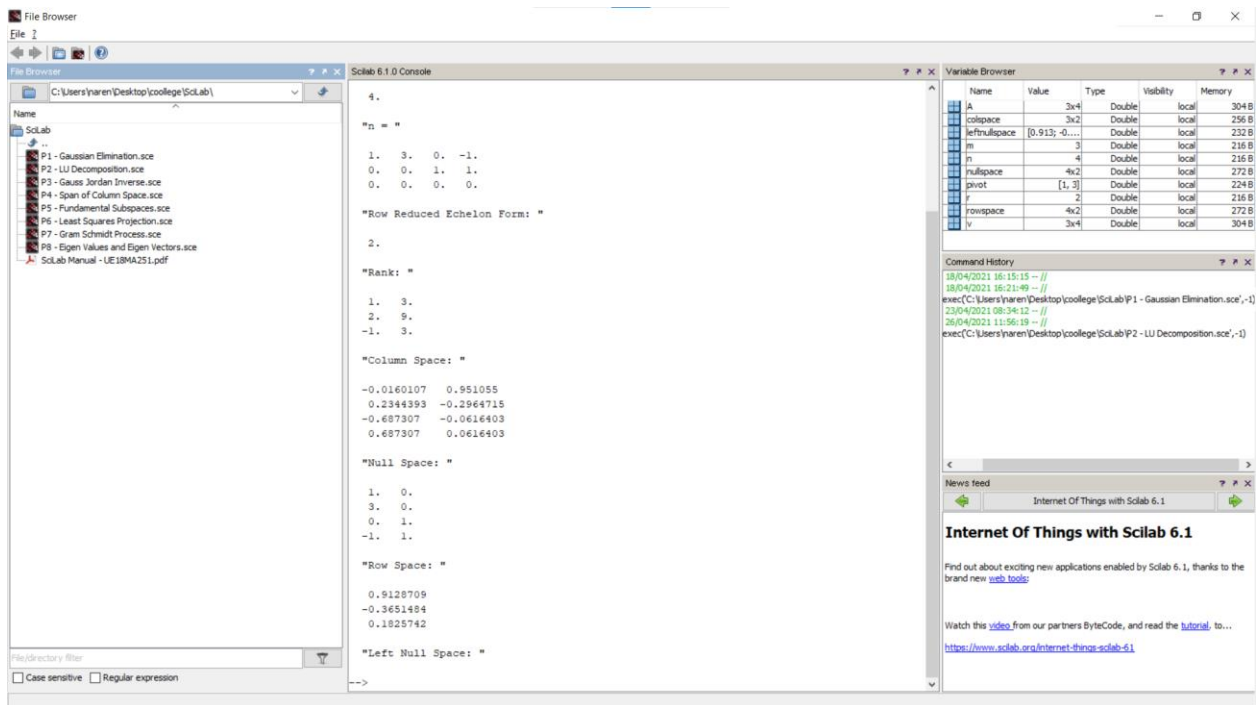 File Browser
File ?
File Browser
C:\Users\naren\Desktop\coollege\SciLab\
Name
SciLab
..
P1 - Gaussian Elimination.sce
P2 - LU Decomposition.sce
P3 - Gauss Jordan Inverse.sce
P4 - Span of Column Space.sce
P5 - Fundamental Subspaces.sce
P6 - Least Squares Projection.sce
P7 - Gram Schmidt Process.sce
P8 - Eigen Values and Eigen Vectors.sce
SciLab Manual - UE18MA251.pdf
File/directory filter
Case sensitive Regular expression
Scilab 6.1.0 Console
4.
"n = "
1. 3. 0. -1.
0. 0. 1. 1.
0. 0. 0. 0.
"Row Reduced Echelon Form: "
2.
"Rank: "
1. 3.
2. 9.
-1. 3.
"Column Space: "
-0.0160107 0.951055
0.2344393 -0.2964715
-0.687307 -0.0616403
0.687307 0.0616403
"Null Space: "
1. 0.
3. 0.
0. 1.
-1. 1.
"Row Space: "
0.9128709
-0.3651484
0.1825742
"Left Null Space: "
-->
Variable Browser
Name Value Type Visibility Memory
A 3x4 Double local 304 B
colspace 3x2 Double local 256 B
leftnullspace [0.913; -0.... Double local 232 B
m 3 Double local 216 B
n 4 Double local 216 B
nullspace 4x2 Double local 272 B
pivot [1, 3] Double local 224 B
r 2 Double local 216 B
rowspace 4x2 Double local 272 B
v 3x4 Double local 304 B
Command History
18/04/2021 16:15:15 -- //
18/04/2021 16:21:49 -- //
exec('C:\Users\naren\Desktop\coollege\SciLab\P1 - Gaussian Elimination.sce',-1)
23/04/2021 08:34:12 -- //
26/04/2021 11:56:19 -- //
exec('C:\Users\naren\Desktop\coollege\SciLab\P2 - LU Decomposition.sce',-1)
News feed
Internet Of Things with Scilab 6.1
Internet Of Things with Scilab 6.1
Find out about exciting new applications enabled by Scilab 6.1, thanks to the
brand new web tools:
Watch this video from our partners ByteCode, and read the tutorial, to...
https://www.scilab.org/internet-things-scilab-61